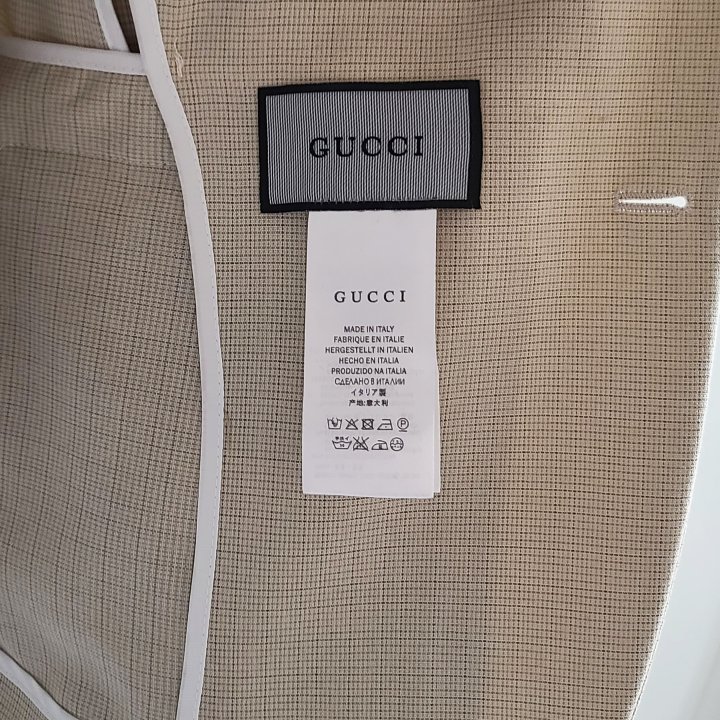 GUCCI
GUCCI
MADE IN ITALY
FABRIQUE EN ITALIE
HERGESTELLT IN ITALIEN
HECHO EN ITALIA
PRODUZIDO NA ITALIA
СДЕЛАНО В ИТАЛИИ
イタリア製
产地:意大利
P